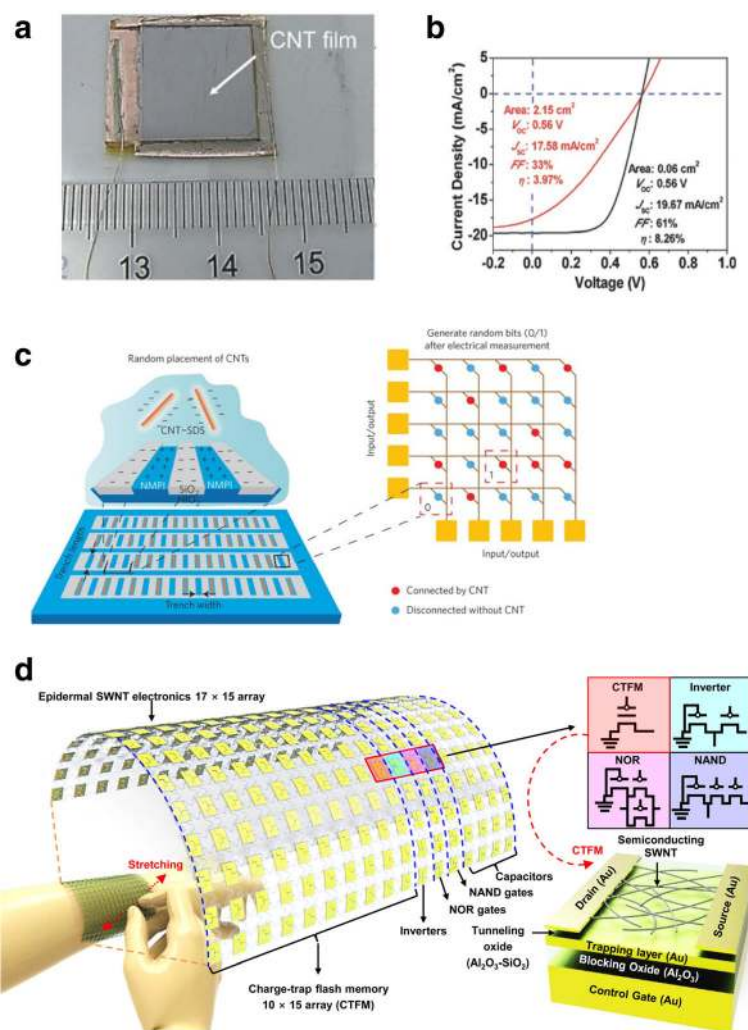 a
CNT film
13
14
15
b
Current Density (mA/cm²)
5
0
-5
-10
-15
-20
Area: 2.15 cm²
Voc: 0.56 V
Jsc: 17.58 mA/cm²
FF: 33%
η: 3.97%
Area: 0.06 cm²
Voc: 0.56 V
Jsc: 19.67 mA/cm²
FF: 61%
η: 8.26%
-0.2
0.0
0.2
0.4
0.6
0.8
1.0
Voltage (V)
c
Random placement of CNTs
CNT–SDS
NMPI
SiO₂
NMPI
Trench length
Trench width
Generate random bits (0/1)
after electrical measurement
Input/output
1
0
Input/output
Connected by CNT
Disconnected without CNT
d
Epidermal SWNT electronics 17 × 15 array
Stretching
Capacitors
NAND gates
NOR gates
Inverters
Charge-trap flash memory
10 × 15 array (CTFM)
CTFM
Inverter
NOR
NAND
CTFM
Semiconducting
SWNT
Drain (Au)
Source (Au)
Tunneling
oxide
(Al₂O₃-SiO₂)
Trapping layer (Au)
Blocking Oxide (Al₂O₃)
Control Gate (Au)